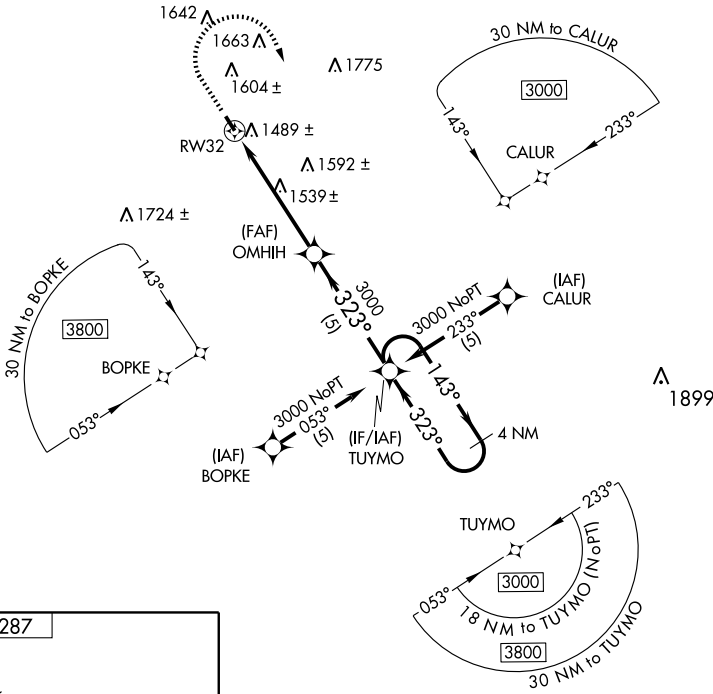 1642
1663
1604 ±
1775
RW32
1489 ±
1592 ±
1539 ±
1724 ±
30 NM to CALUR
3000
143°
233°
CALUR
(FAF)
OMHIH
3000
323°
(5)
(IAF)
CALUR
3000 NoPT
233°
(5)
30 NM to BOPKE
143°
3800
BOPKE
053°
3000 NoPT
053°
(5)
(IAF)
BOPKE
(IF/IAF)
TUYMO
143°
323°
4 NM
1899
TUYMO
233°
053°
3000
18 NM to TUYMO (NoPT)
3800
30 NM to TUYMO
287